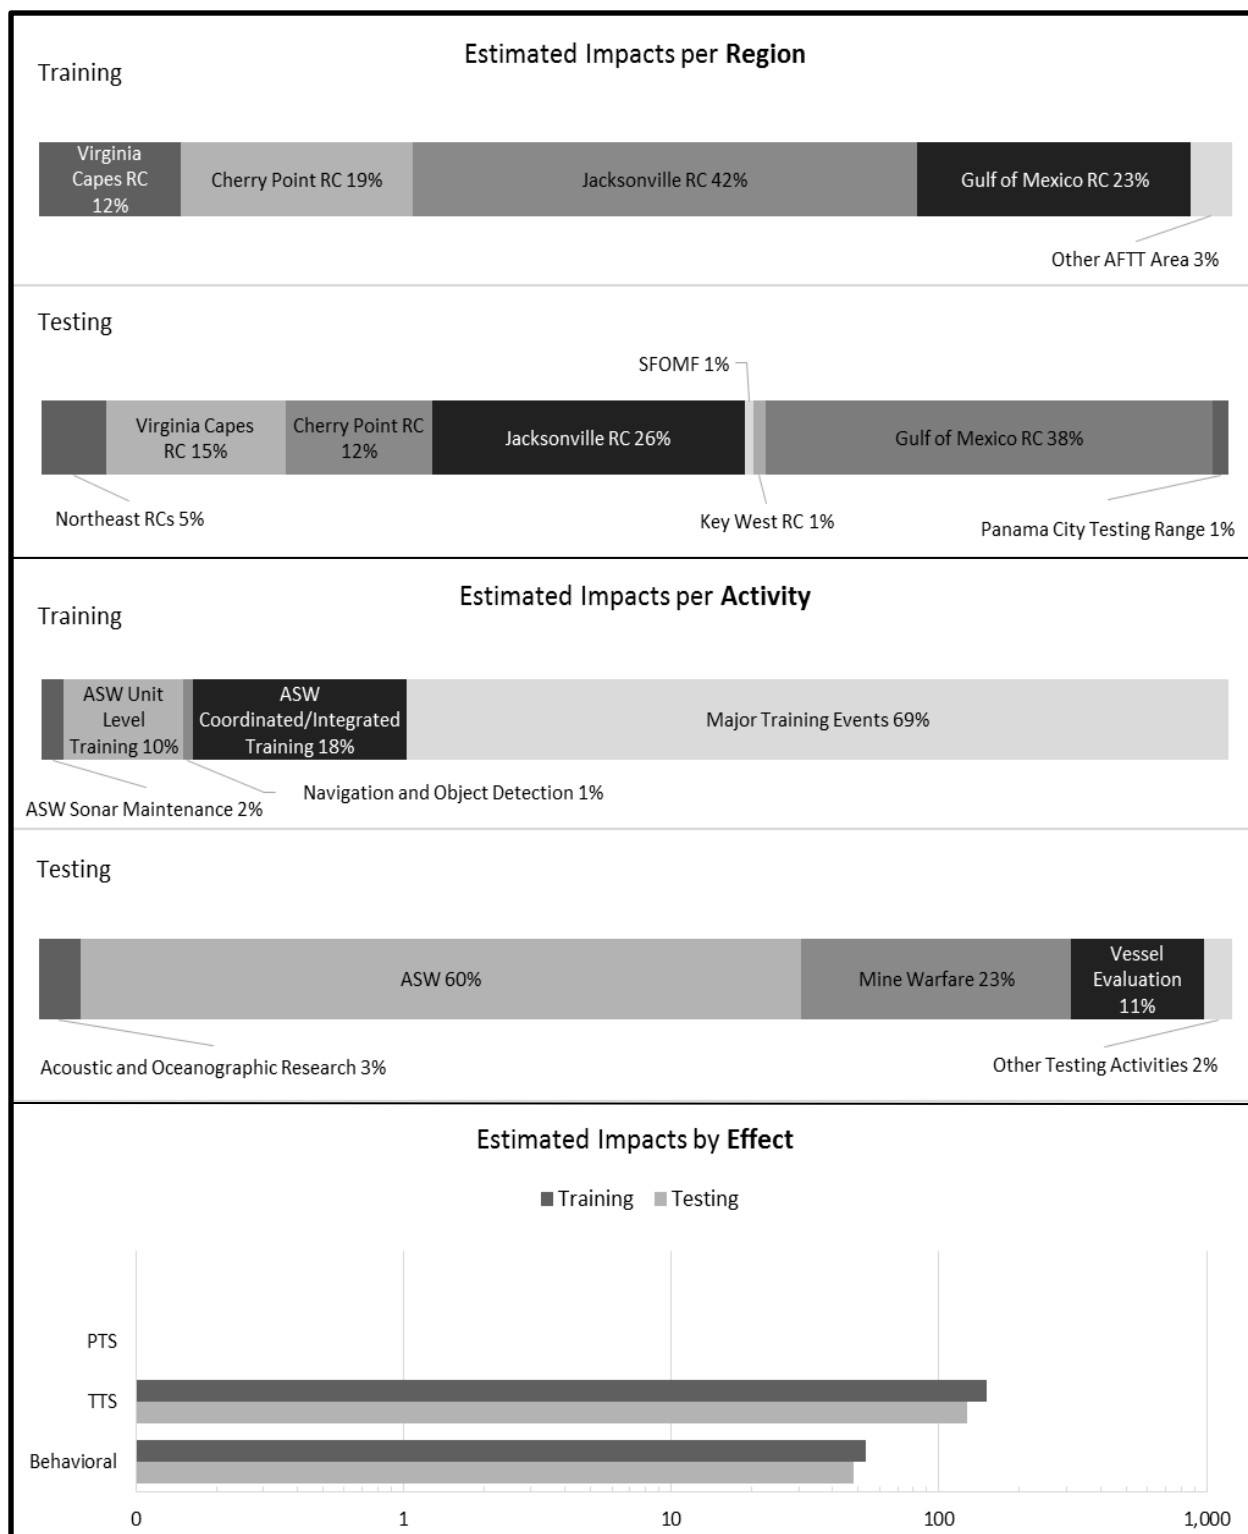 Estimated Impacts per Region
Training
Virginia
Capes RC
12%
Cherry Point RC 19%
Jacksonville RC 42%
Gulf of Mexico RC 23%
Other AFTT Area 3%
Testing
SFOMF 1%
Virginia Capes
RC 15%
Cherry Point RC
12%
Jacksonville RC 26%
Gulf of Mexico RC 38%
Northeast RCs 5%
Key West RC 1%
Panama City Testing Range 1%
Estimated Impacts per Activity
Training
ASW Unit
Level
Training 10%
ASW
Coordinated/Integrated
Training 18%
Major Training Events 69%
Navigation and Object Detection 1%
ASW Sonar Maintenance 2%
Testing
ASW 60%
Mine Warfare 23%
Vessel
Evaluation
11%
Acoustic and Oceanographic Research 3%
Other Testing Activities 2%
Estimated Impacts by Effect
Training Testing
PTS
TTS
Behavioral
0 1 10 100 1,000